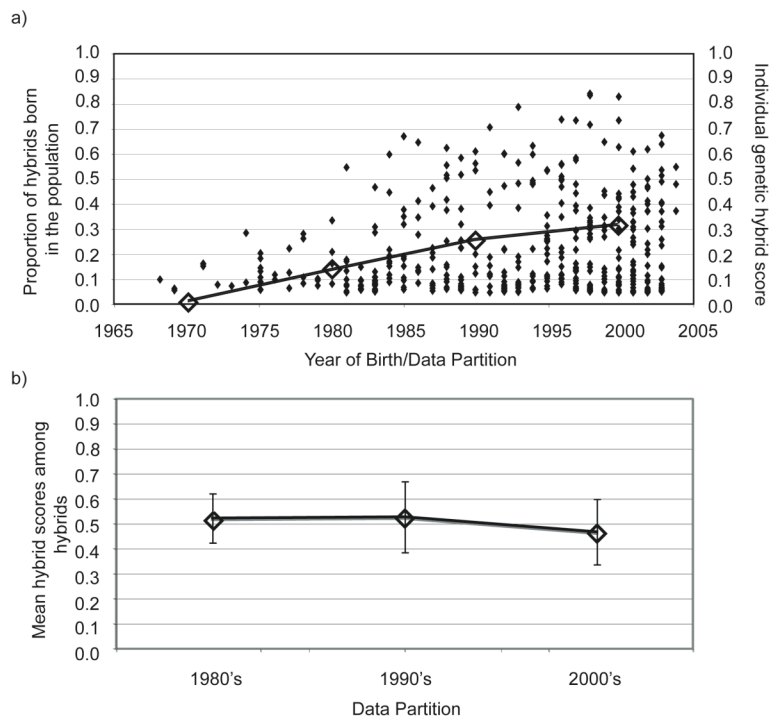 a)
1.0 1.0
0.9 0.9
0.8 0.8
0.7 0.7
0.6 0.6
0.5 0.5
0.4 0.4
0.3 0.3
0.2 0.2
0.1 0.1
0.0 0.0
Proportion of hybrids born
in the population
Individual genetic hybrid score
1965 1970 1975 1980 1985 1990 1995 2000 2005
Year of Birth/Data Partition
b)
1.0
0.9
0.8
0.7
0.6
0.5
0.4
0.3
0.2
0.1
0.0
Mean hybrid scores among
hybrids
1980's 1990's 2000's
Data Partition